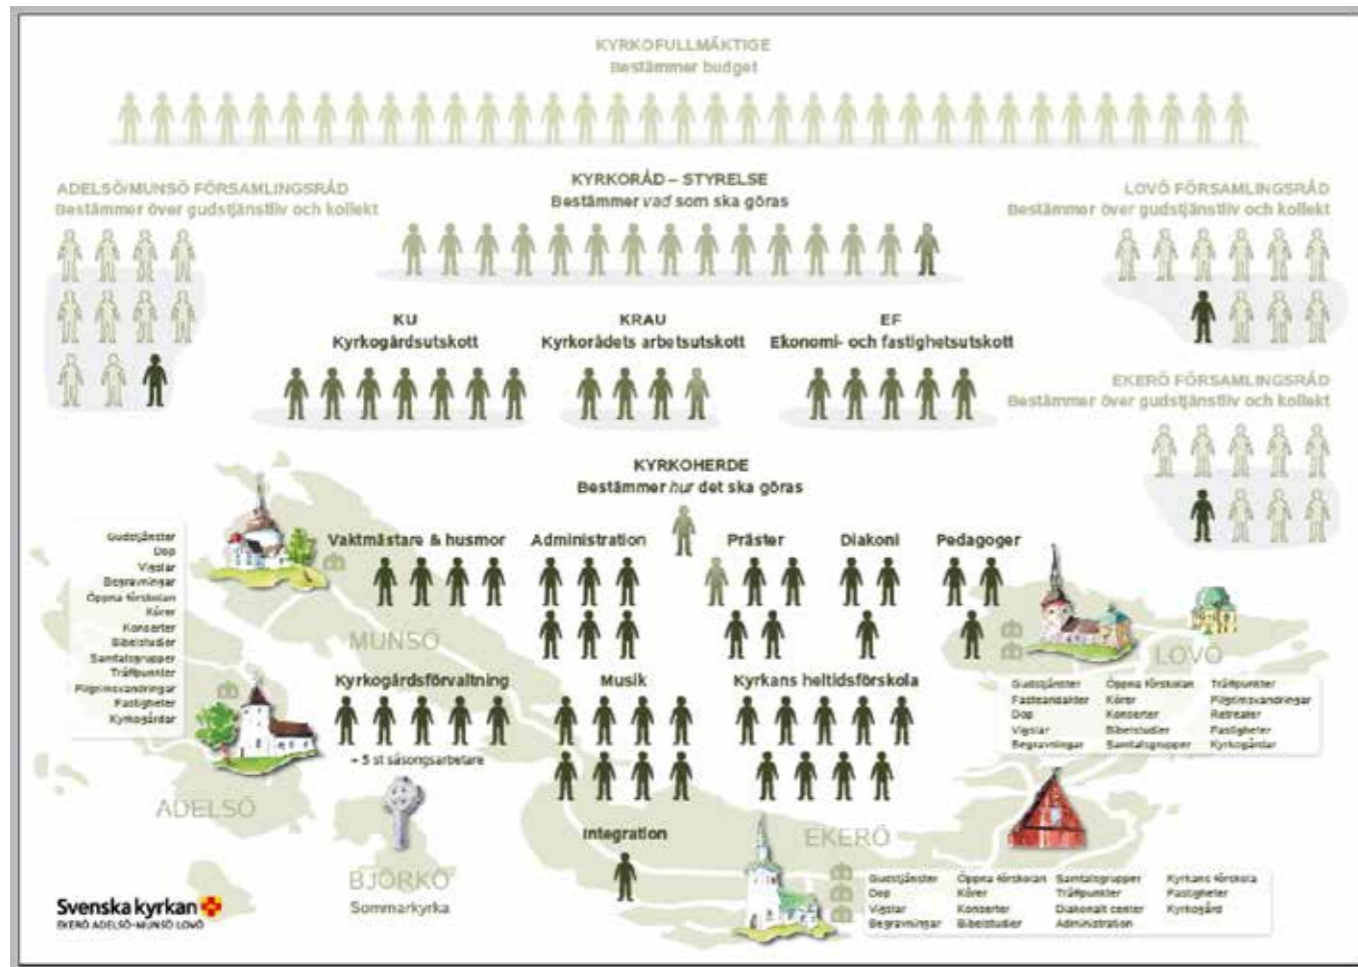 KYRKOFULLMÄKTIGE
Bestämmer budget
ADELSÖ/MUNSÖ FÖRSAMLINGSRÅD
Bestämmer över gudstjänstliv och kollekt
KYRKORÅD – STYRELSE
Bestämmer vad som ska göras
LOVÖ FÖRSAMLINGSRÅD
Bestämmer över gudstjänstliv och kollekt
KU
Kyrkogårdsutskott
KRAU
Kyrkorådets arbetsutskott
EF
Ekonomi- och fastighetsutskott
EKERÖ FÖRSAMLINGSRÅD
Bestämmer över gudstjänstliv och kollekt
KYRKOHERDE
Bestämmer hur det ska göras
Vaktmästare & husmor
Administration
Präster
Diakoni
Pedagoger
Gudstjänster
Dop
Vigslar
Begravningar
Öppna förskolan
Körer
Konserter
Bibelstudier
Samtalsgrupper
Träffpunkter
Pilgrimsvandringar
Fastigheter
Kyrkogårdar
MUNSÖ
LOVÖ
Kyrkogårdsförvaltning
+ 5 st säsongsarbetare
Musik
Kyrkans heltidsförskola
Gudstjänster Öppna förskolan Träffpunkter
Fasteandakter Körer Pilgrimsvandringar
Dop Konserter Retreater
Vigslar Bibelstudier Fastigheter
Begravningar Samtalsgrupper Kyrkogårdar
ADELSÖ
Integration
EKERÖ
BJÖRKÖ
Sommarkyrka
Gudstjänster Öppna förskolan Samtalsgrupper Kyrkans förskola
Dop Körer Träffpunkter Fastigheter
Vigslar Konserter Diakonalt center Kyrkogård
Begravningar Bibelstudier Administration
Svenska kyrkan
EKERÖ ADELSÖ-MUNSÖ LOVÖ